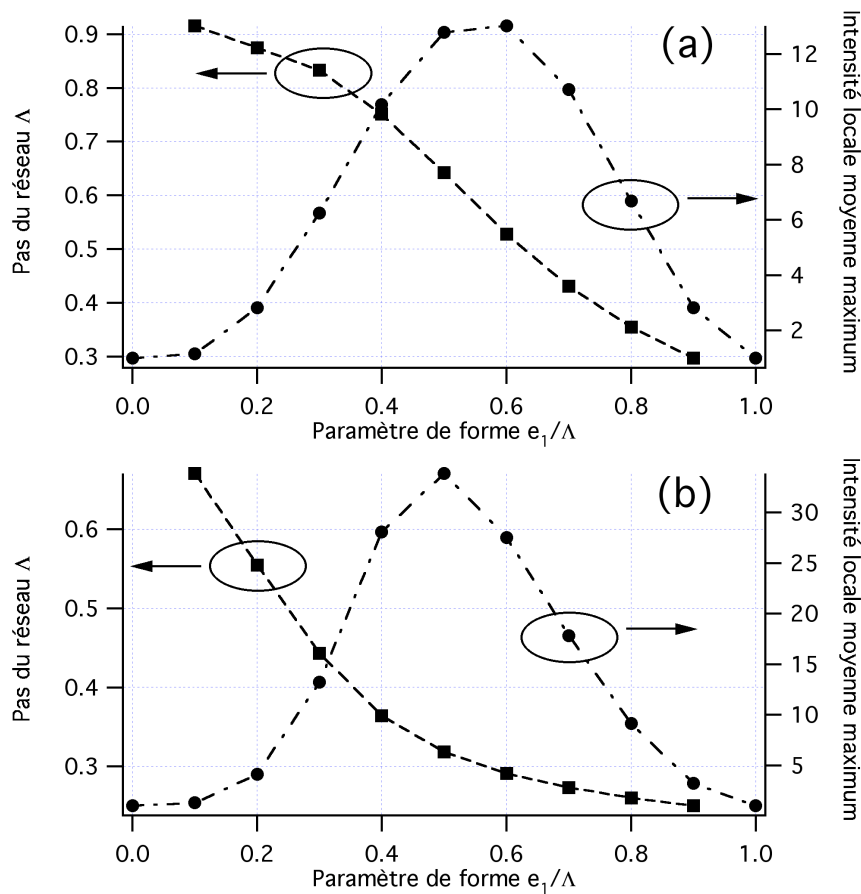 (a)
Pas du réseau Λ
0.9
0.8
0.7
0.6
0.5
0.4
0.3
12
10
8
6
4
2
Intensité locale moyenne maximum
0.0 0.2 0.4 0.6 0.8 1.0
Paramètre de forme e₁/Λ
(b)
Pas du réseau Λ
0.6
0.5
0.4
0.3
30
25
20
15
10
5
Intensité locale moyenne maximum
0.0 0.2 0.4 0.6 0.8 1.0
Paramètre de forme e₁/Λ